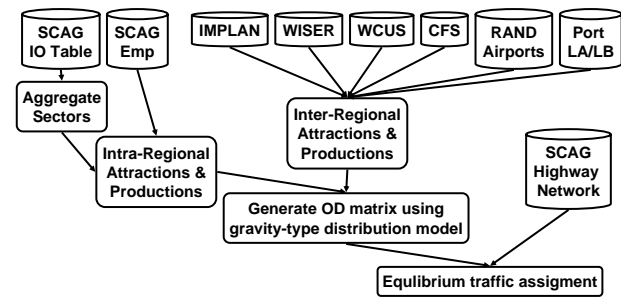 SCAG
IO Table
SCAG
Emp
IMPLAN
WISER
WCUS
CFS
RAND
Airports
Port
LA/LB
Aggregate
Sectors
Inter-Regional
Attractions &
Productions
Intra-Regional
Attractions &
Productions
SCAG
Highway
Network
Generate OD matrix using
gravity-type distribution model
Equlibrium traffic assigment